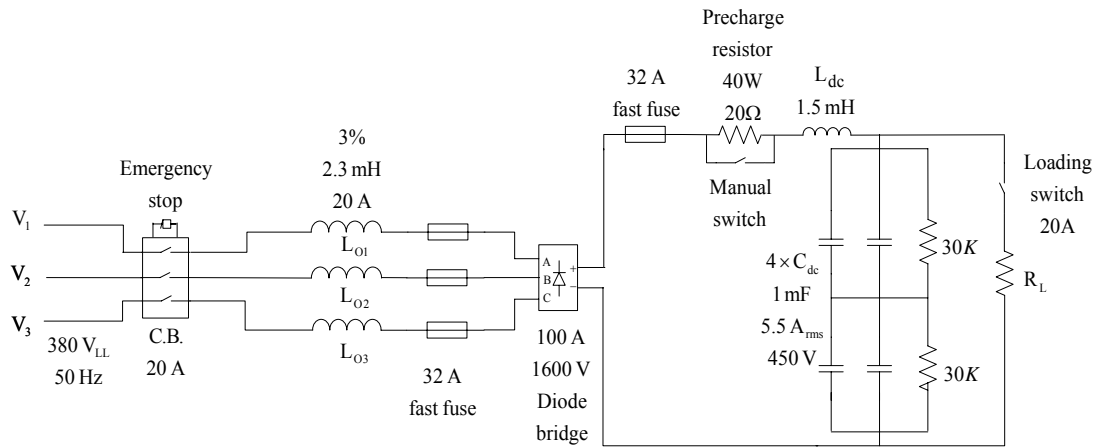 Precharge
resistor
40W
20Ω
32 A
fast fuse
L_dc
1.5 mH
Manual
switch
Loading
switch
20A
R_L
3%
2.3 mH
20 A
Emergency
stop
V_1
V_2
V_3
L_O1
L_O2
L_O3
A
B
C
+
−
380 V_LL
50 Hz
C.B.
20 A
32 A
fast fuse
100 A
1600 V
Diode
bridge
4 × C_dc
1 mF
5.5 A_rms
450 V
30K
30K